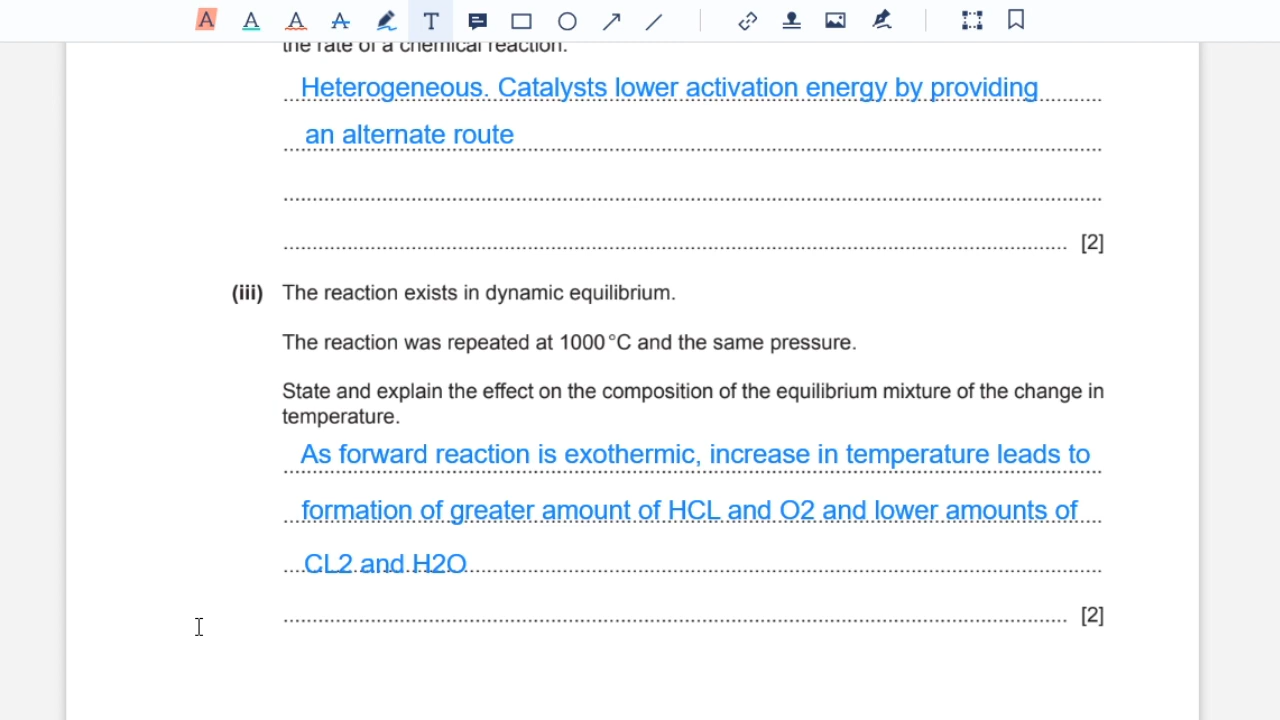 the rate of a chemical reaction.
Heterogeneous. Catalysts lower activation energy by providing
an alternate route
[2]
(iii) The reaction exists in dynamic equilibrium.
The reaction was repeated at 1000 °C and the same pressure.
State and explain the effect on the composition of the equilibrium mixture of the change in
temperature.
As forward reaction is exothermic, increase in temperature leads to
formation of greater amount of HCL and O2 and lower amounts of
CL2 and H2O
[2]